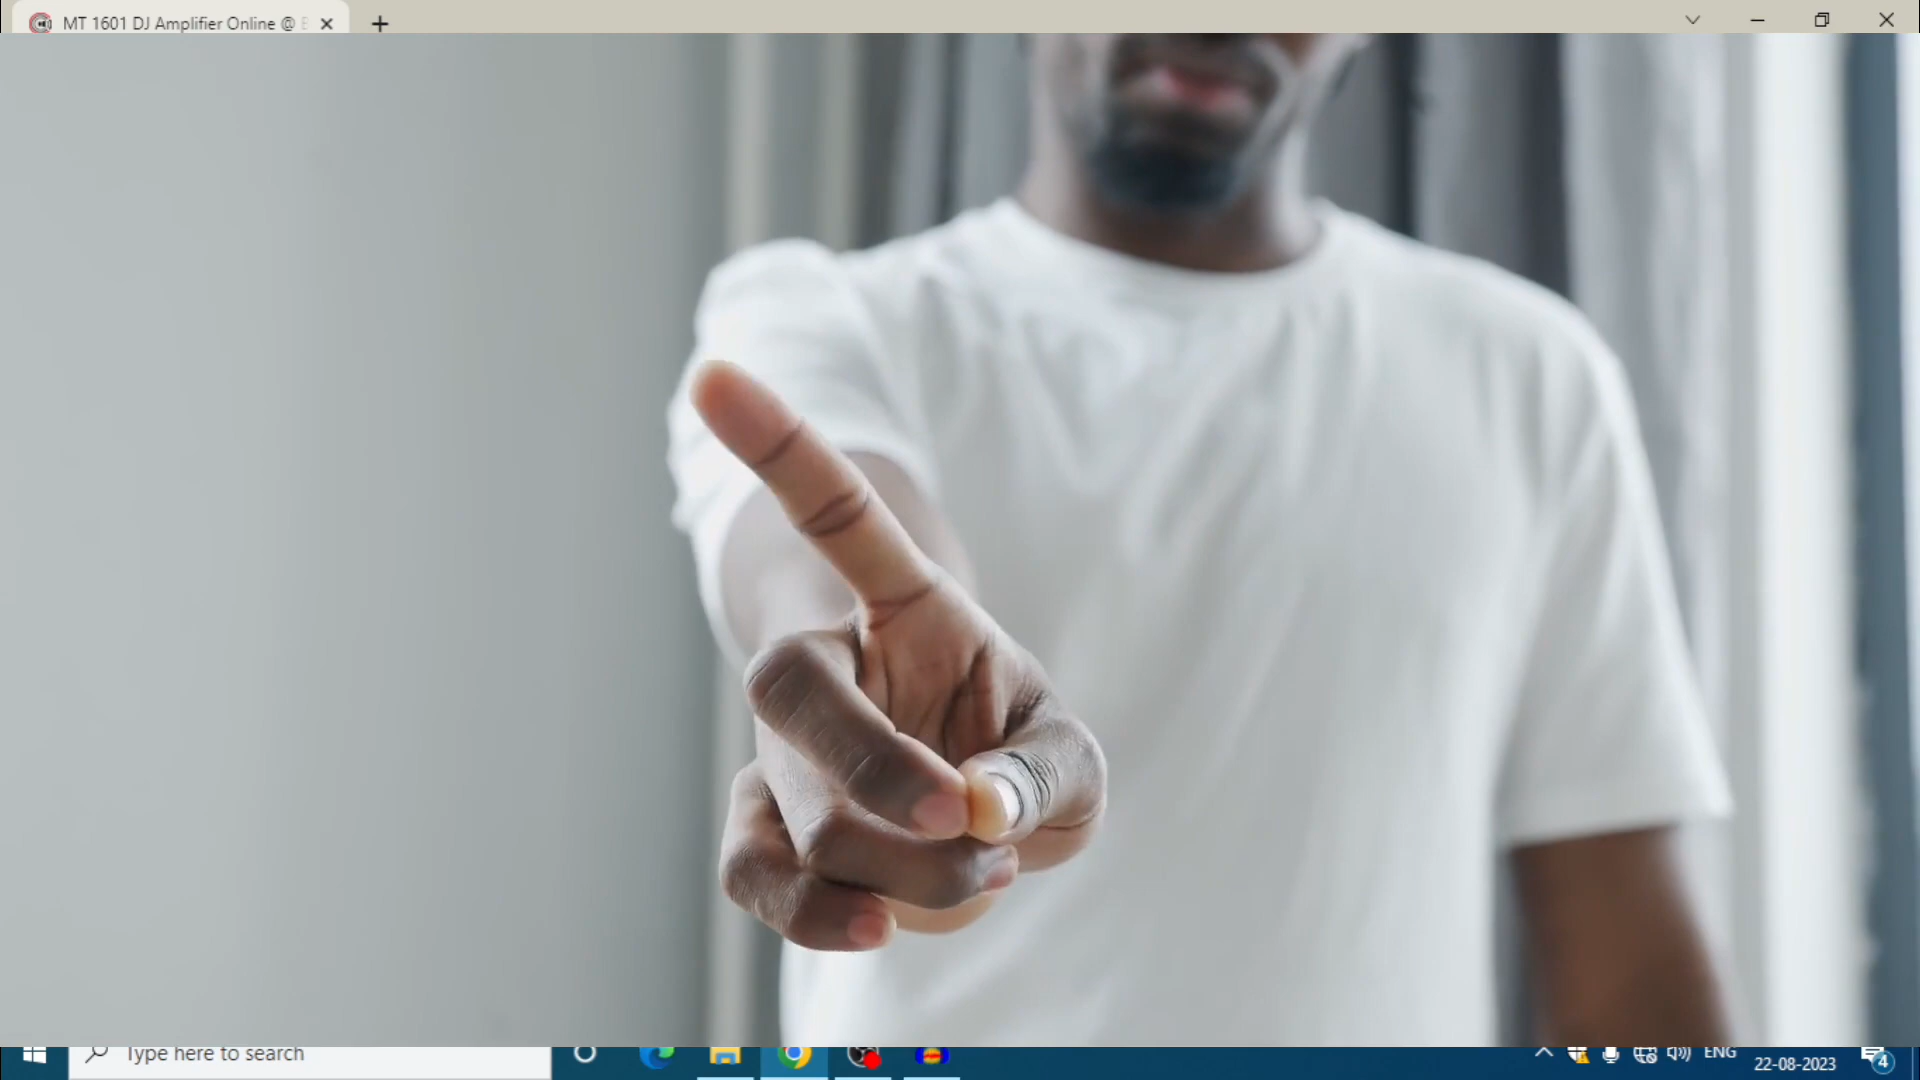 MT 1601 DJ Amplifier Online @
Type here to search
ENG
22-08-2023
4